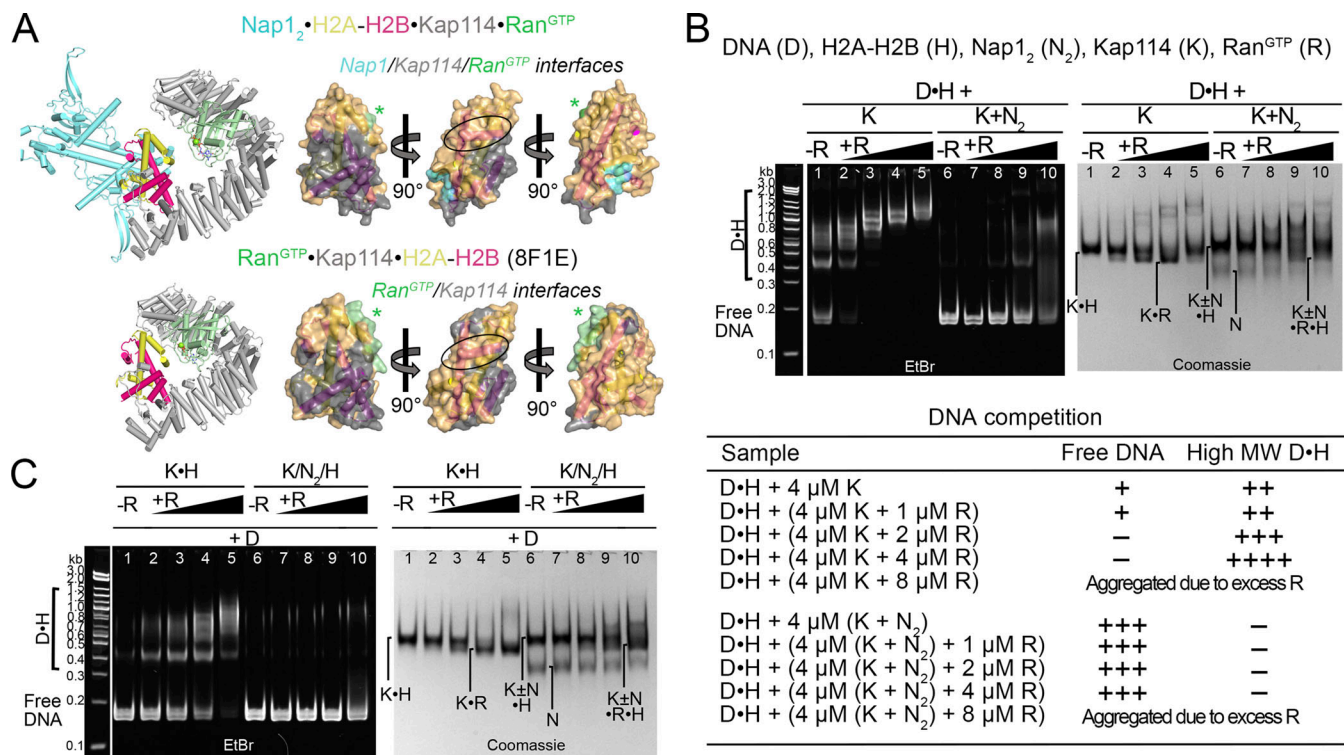 A
Nap1₂•H2A-H2B•Kap114•Ran^GTP
Nap1/Kap114/Ran^GTP interfaces
*
*
90°
90°
Ran^GTP•Kap114•H2A-H2B (8F1E)
Ran^GTP/Kap114 interfaces
*
*
90°
90°
B
DNA (D), H2A-H2B (H), Nap1₂ (N₂), Kap114 (K), Ran^GTP (R)
D•H +
K
K+N₂
-R +R
-R +R
kb
1 2 3 4 5 6 7 8 9 10
3.0
2.0
1.5
1.2
1.0
0.8
0.6
0.5
0.4
0.3
0.2
0.1
D•H
Free
DNA
EtBr
D•H +
K
K+N₂
-R +R
-R +R
1 2 3 4 5 6 7 8 9 10
K•H
K•R
K±N
•H
N
K±N
•R•H
Coomassie
DNA competition
Sample Free DNA High MW D•H
D•H + 4 µM K + ++
D•H + (4 µM K + 1 µM R) + ++
D•H + (4 µM K + 2 µM R) – +++
D•H + (4 µM K + 4 µM R) – ++++
D•H + (4 µM K + 8 µM R) Aggregated due to excess R
D•H + 4 µM (K + N₂) +++ –
D•H + (4 µM (K + N₂) + 1 µM R) +++ –
D•H + (4 µM (K + N₂) + 2 µM R) +++ –
D•H + (4 µM (K + N₂) + 4 µM R) +++ –
D•H + (4 µM (K + N₂) + 8 µM R) Aggregated due to excess R
C
K•H
K/N₂/H
-R +R
-R +R
+ D
kb
1 2 3 4 5 6 7 8 9 10
3.0
2.0
1.5
1.2
1.0
0.8
0.6
0.5
0.4
0.3
0.2
0.1
D•H
Free
DNA
EtBr
K•H
K/N₂/H
-R +R
-R +R
+ D
1 2 3 4 5 6 7 8 9 10
K•H
K•R
K±N
•H
N
K±N
•R•H
Coomassie